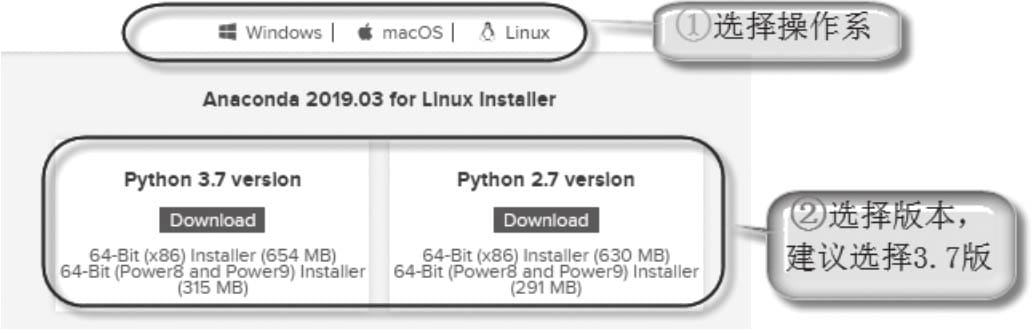 Windows | macOS | Linux
①选择操作系
Anaconda 2019.03 for Linux Installer
Python 3.7 version
Download
64-Bit (x86) Installer (654 MB)
64-Bit (Power8 and Power9) Installer
(315 MB)
Python 2.7 version
Download
64-Bit (x86) Installer (630 MB)
64-Bit (Power8 and Power9) Installer
(291 MB)
②选择版本，
建议选择3.7版